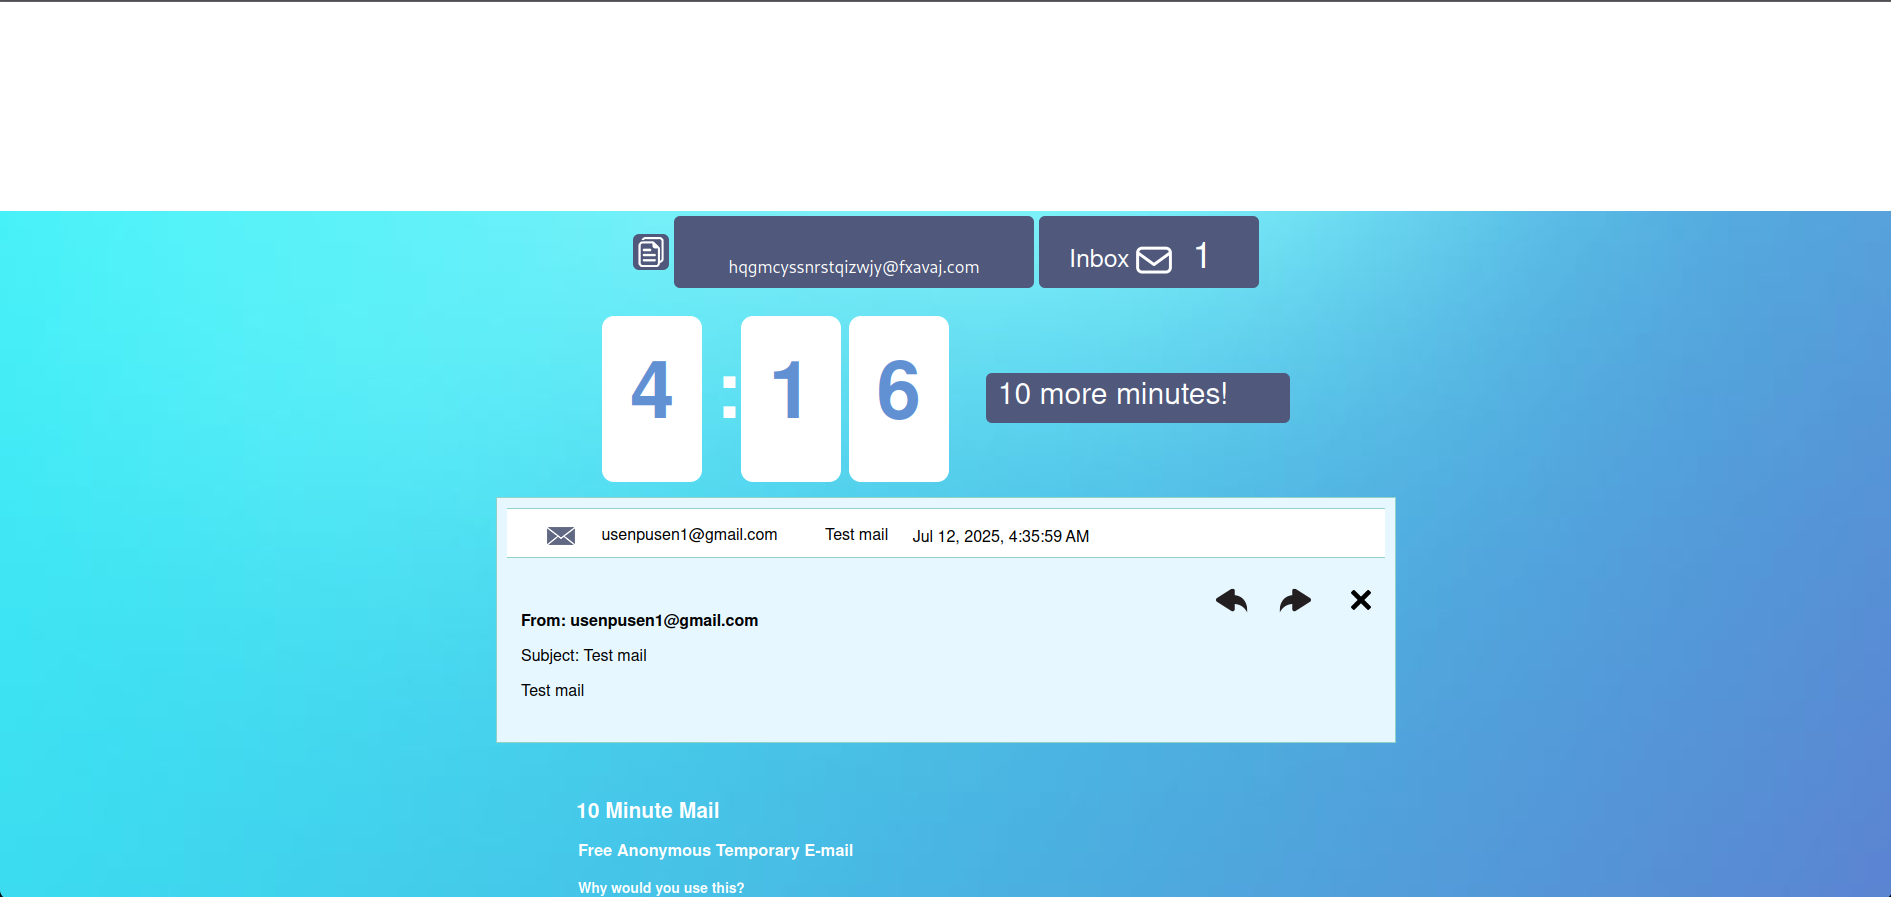 hqgmcyssnrstqizwjy@fxavaj.com
Inbox 1
4 : 1 6
10 more minutes!
usenpusen1@gmail.com Test mail Jul 12, 2025, 4:35:59 AM
From: usenpusen1@gmail.com
Subject: Test mail
Test mail
10 Minute Mail
Free Anonymous Temporary E-mail
Why would you use this?